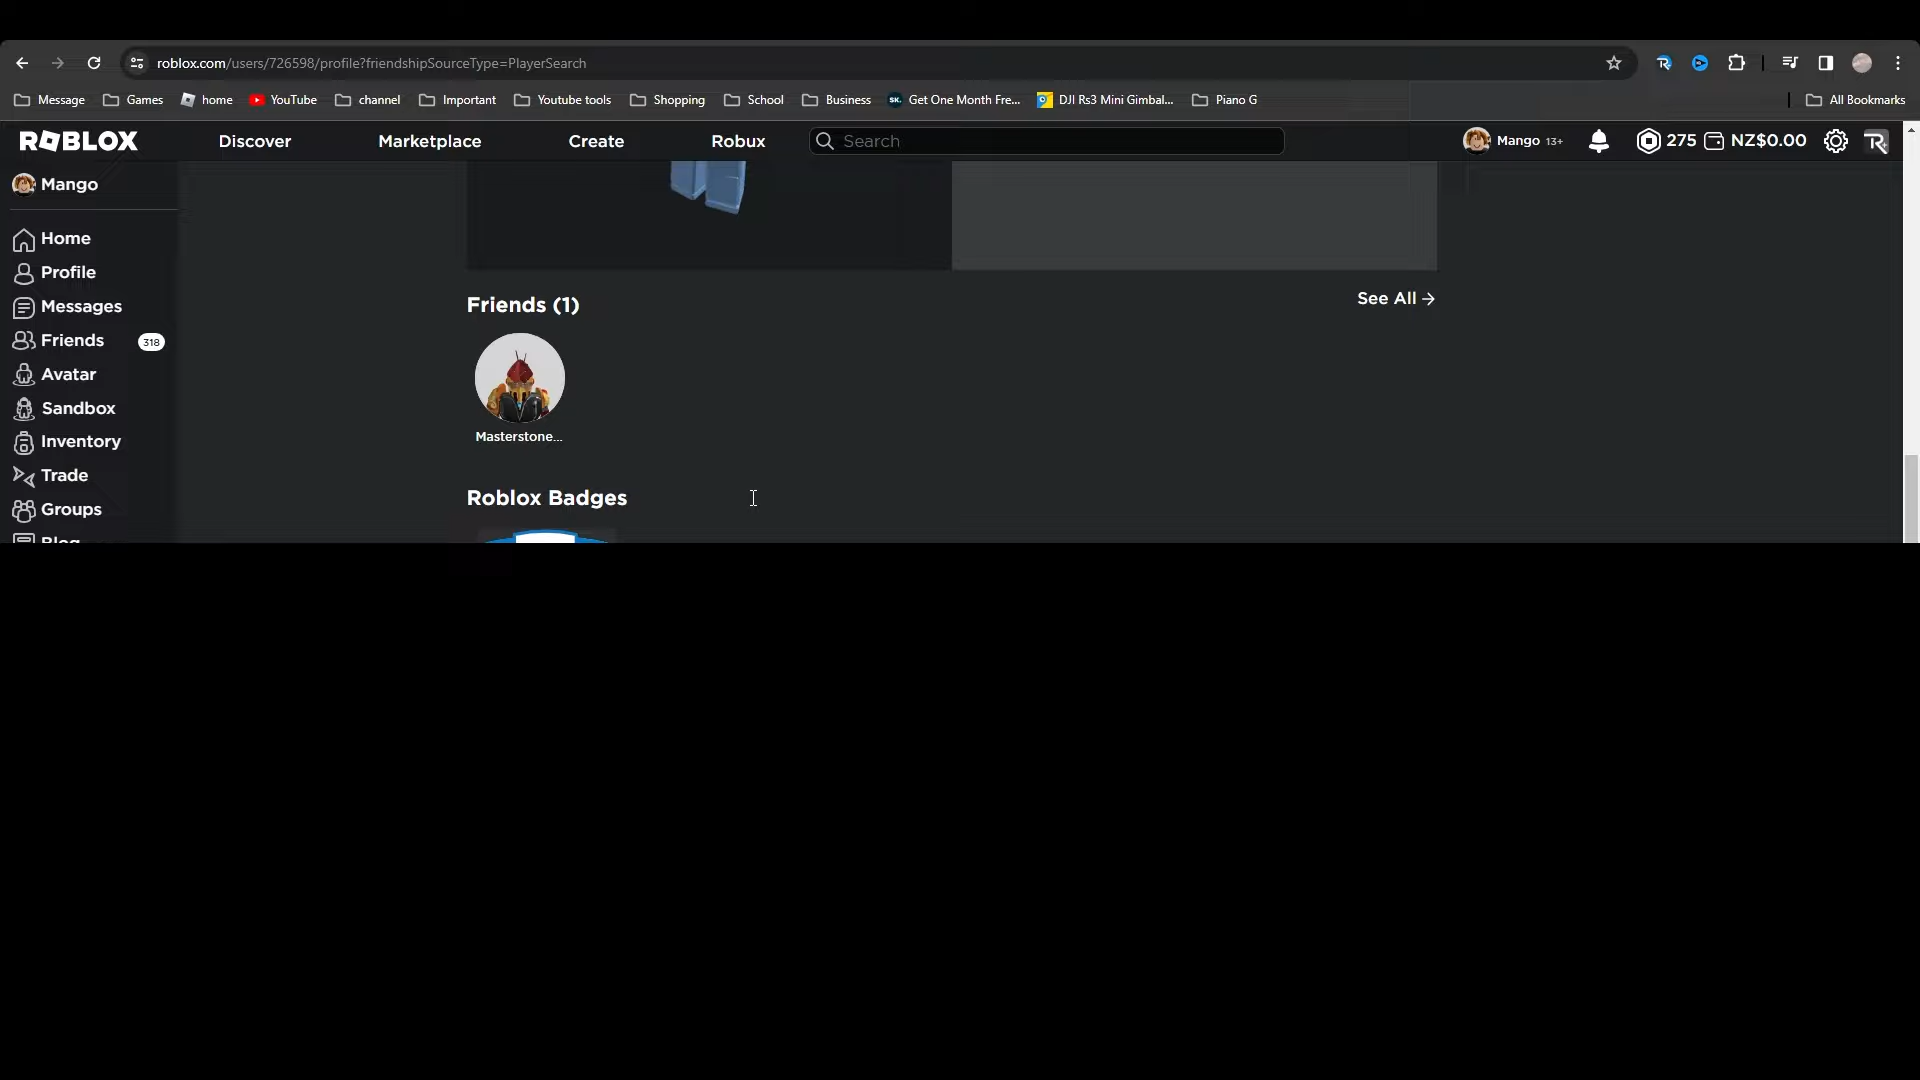 roblox.com/users/726598/profile?friendshipSourceType=PlayerSearch
Message Games home YouTube channel Important Youtube tools Shopping School Business SK. Get One Month Fre... DJI Rs3 Mini Gimbal... Piano G All Bookmarks
ROBLOX Discover Marketplace Create Robux Search Mango 13+ 275 NZ$0.00
Mango
Home
Profile
Messages
Friends 318
Avatar
Sandbox
Inventory
Trade
Groups
Blog
Friends (1) See All →
Masterstone...
Roblox Badges